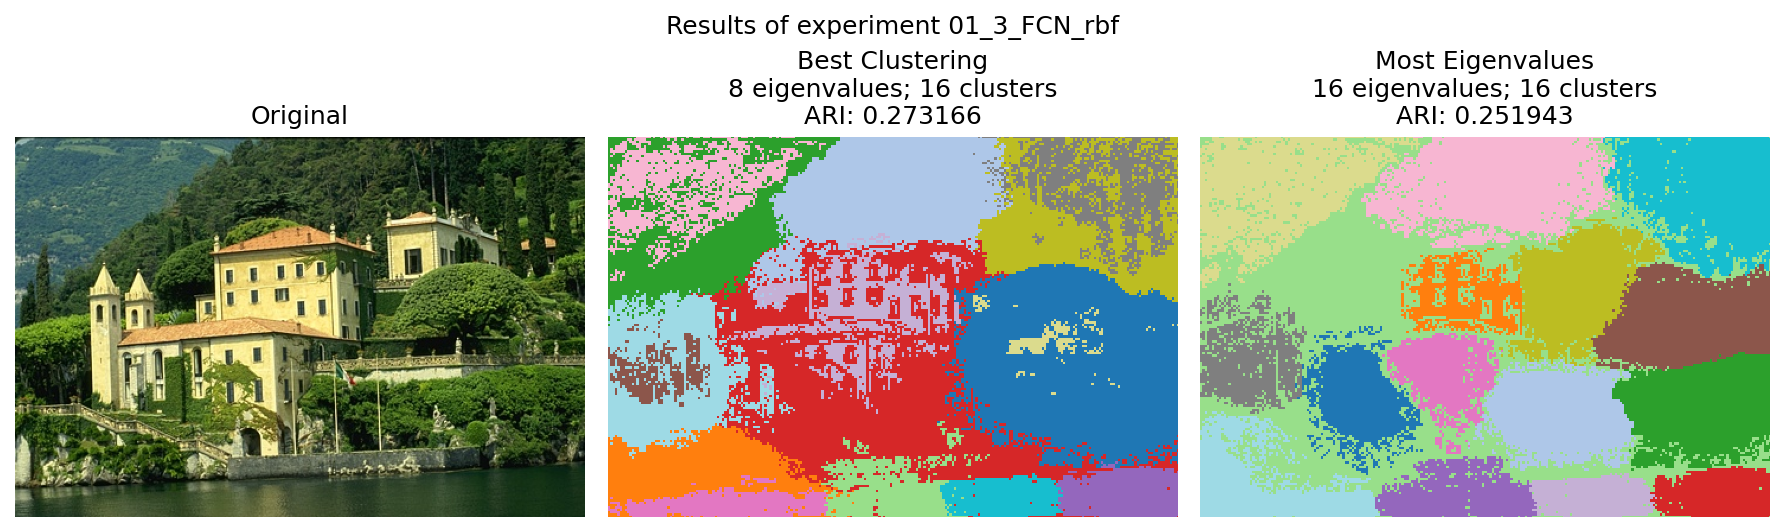 Results of experiment 01_3_FCN_rbf
Original
Best Clustering
8 eigenvalues; 16 clusters
ARI: 0.273166
Most Eigenvalues
16 eigenvalues; 16 clusters
ARI: 0.251943